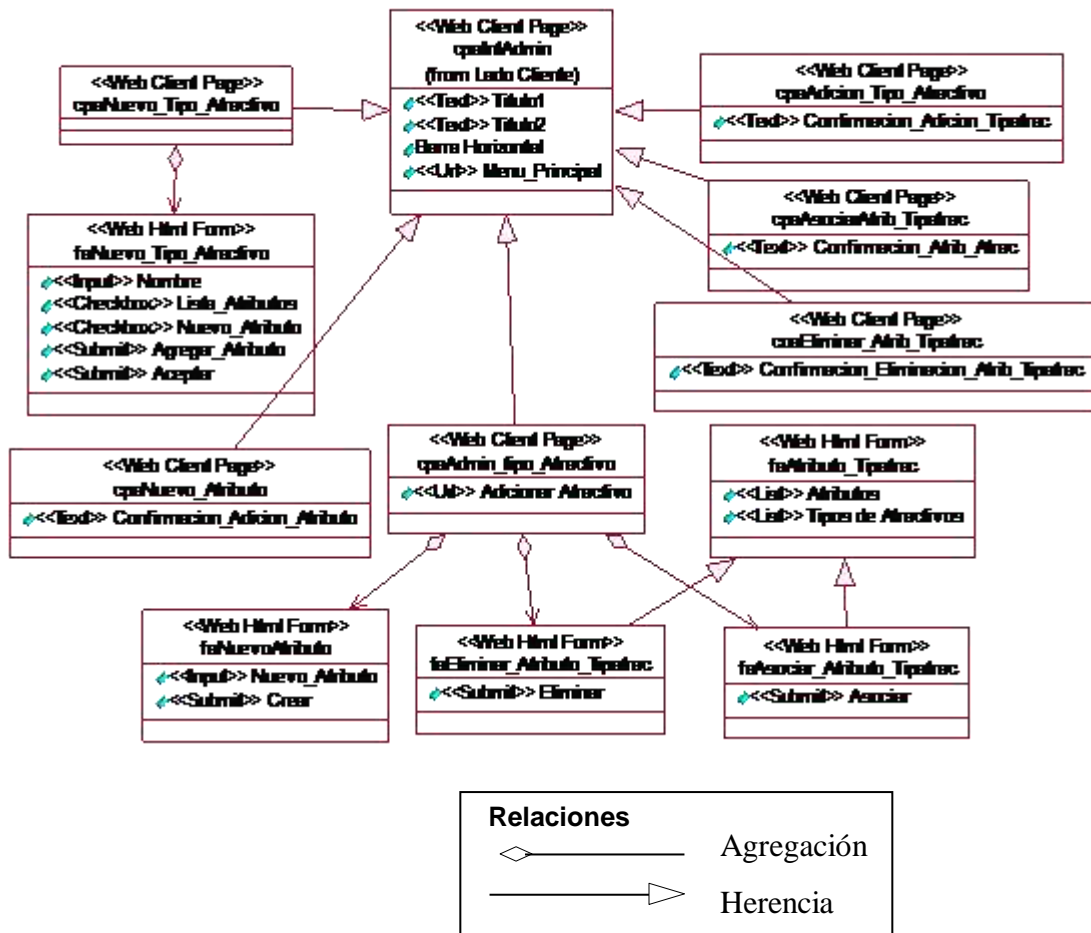 <<Web Client Page>>
cpaIntAdmin
(from Lado Cliente)
<<Text>> Titulo1
<<Text>> Titulo2
Barra Horizontal
<<Url>> Menu_Principal
<<Web Client Page>>
cpaNuevo_Tipo_Atractivo
<<Web Client Page>>
cpaAdicion_Tipo_Atractivo
<<Text>> Confirmacion_Adicion_Tipatrac
<<Web Client Page>>
cpaAsociarAtrib_Tipatrac
<<Text>> Confirmacion_Atrib_Atrac
<<Web Html Form>>
faNuevo_Tipo_Atractivo
<<Input>> Nombre
<<Checkbox>> Lista_Atributos
<<Checkbox>> Nuevo_Atributo
<<Submit>> Agregar_Atributo
<<Submit>> Aceptar
<<Web Client Page>>
cpaEliminar_Atrib_Tipatrac
<<Text>> Confirmacion_Eliminacion_Atrib_Tipatrac
<<Web Client Page>>
cpaNuevo_Atributo
<<Text>> Confirmacion_Adicion_Atributo
<<Web Client Page>>
cpaAdmin_tipo_Atractivo
<<Url>> Adicionar Atractivo
<<Web Html Form>>
faAtributo_Tipatrac
<<List>> Atributos
<<List>> Tipos de Atractivos
<<Web Html Form>>
faNuevoAtributo
<<Input>> Nuevo_Atributo
<<Submit>> Crear
<<Web Html Form>>
faEliminar_Atributo_Tipatrac
<<Submit>> Eliminar
<<Web Html Form>>
faAsociar_Atributo_Tipatrac
<<Submit>> Asociar
Relaciones
Agregación
Herencia